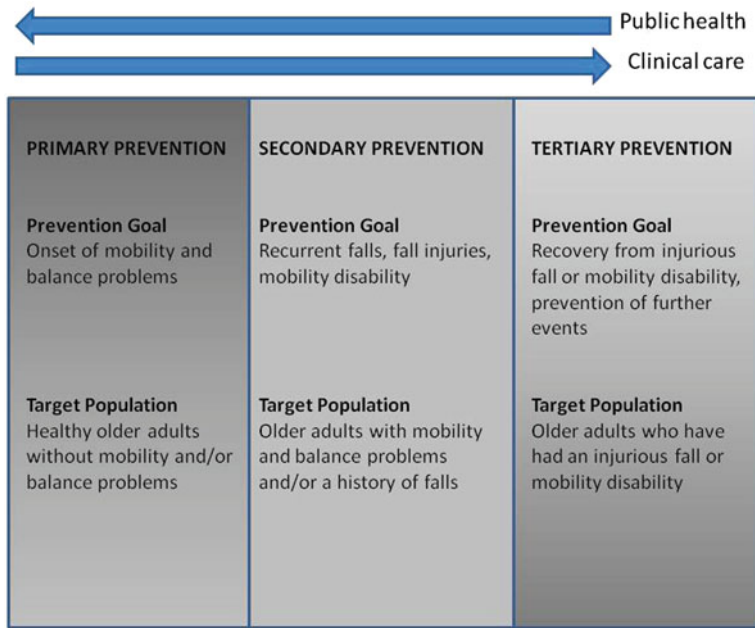 Public health
Clinical care
PRIMARY PREVENTION
Prevention Goal
Onset of mobility and
balance problems
Target Population
Healthy older adults
without mobility and/or
balance problems
SECONDARY PREVENTION
Prevention Goal
Recurrent falls, fall injuries,
mobility disability
Target Population
Older adults with mobility
and balance problems
and/or a history of falls
TERTIARY PREVENTION
Prevention Goal
Recovery from injurious
fall or mobility disability,
prevention of further
events
Target Population
Older adults who have
had an injurious fall or
mobility disability